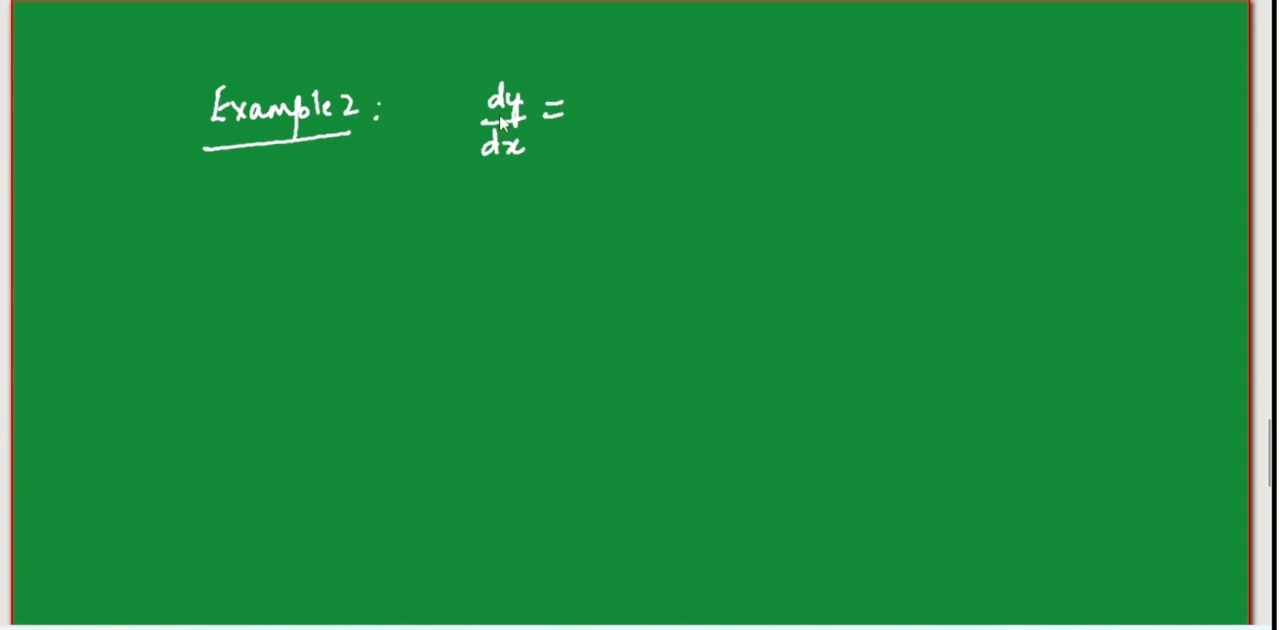 Example 2 : dy/dx =